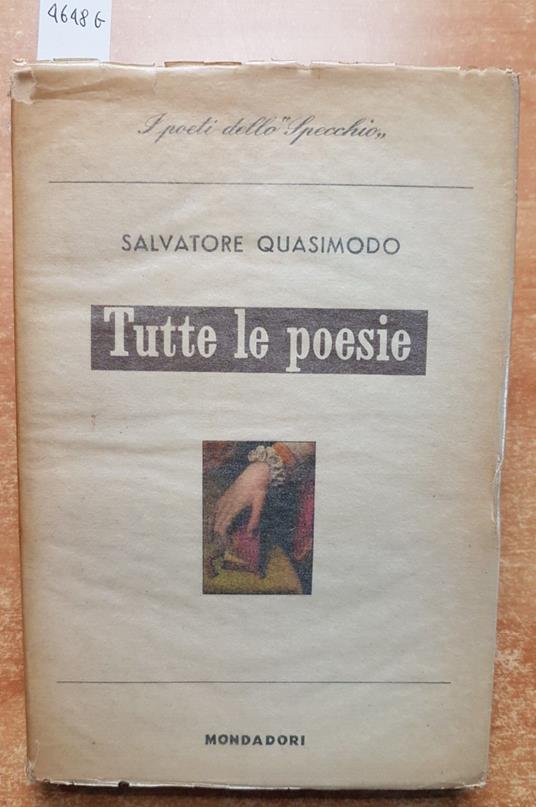 4648 G
I poeti dello "Specchio„
SALVATORE QUASIMODO
Tutte le poesie
MONDADORI